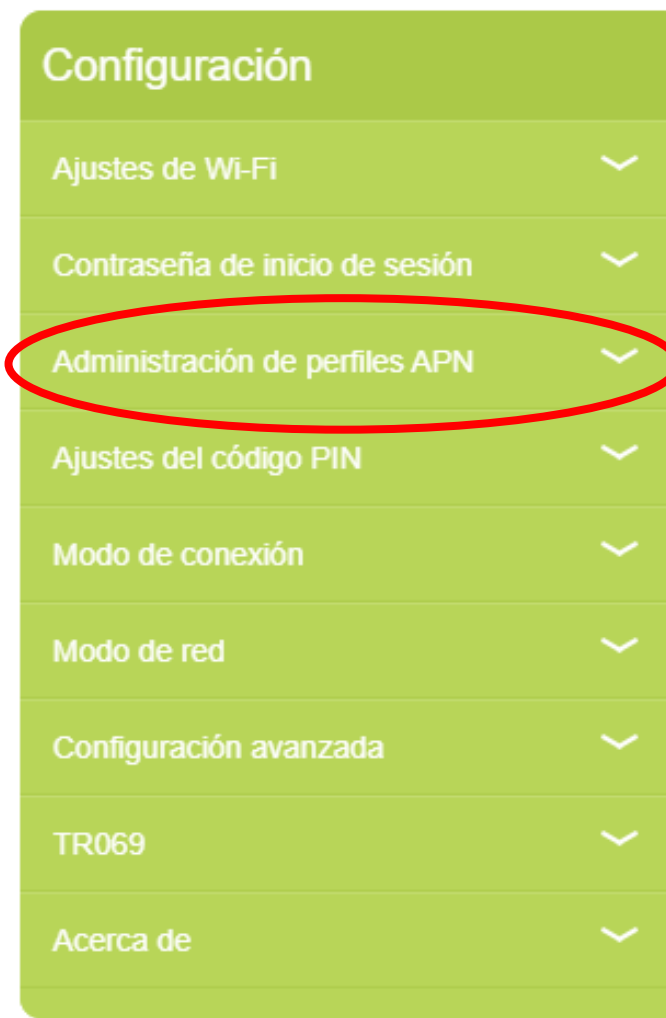 Configuración
Ajustes de Wi-Fi
Contraseña de inicio de sesión
Administración de perfiles APN
Ajustes del código PIN
Modo de conexión
Modo de red
Configuración avanzada
TR069
Acerca de